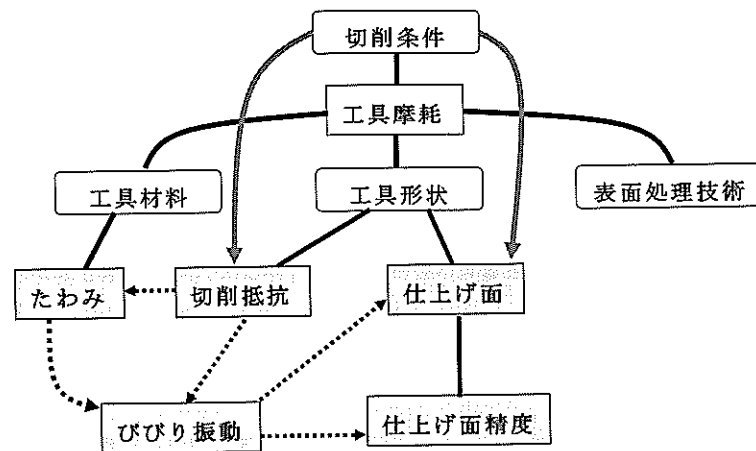 切削条件
工具摩耗
工具材料
工具形状
表面処理技術
たわみ
切削抵抗
仕上げ面
びびり振動
仕上げ面精度